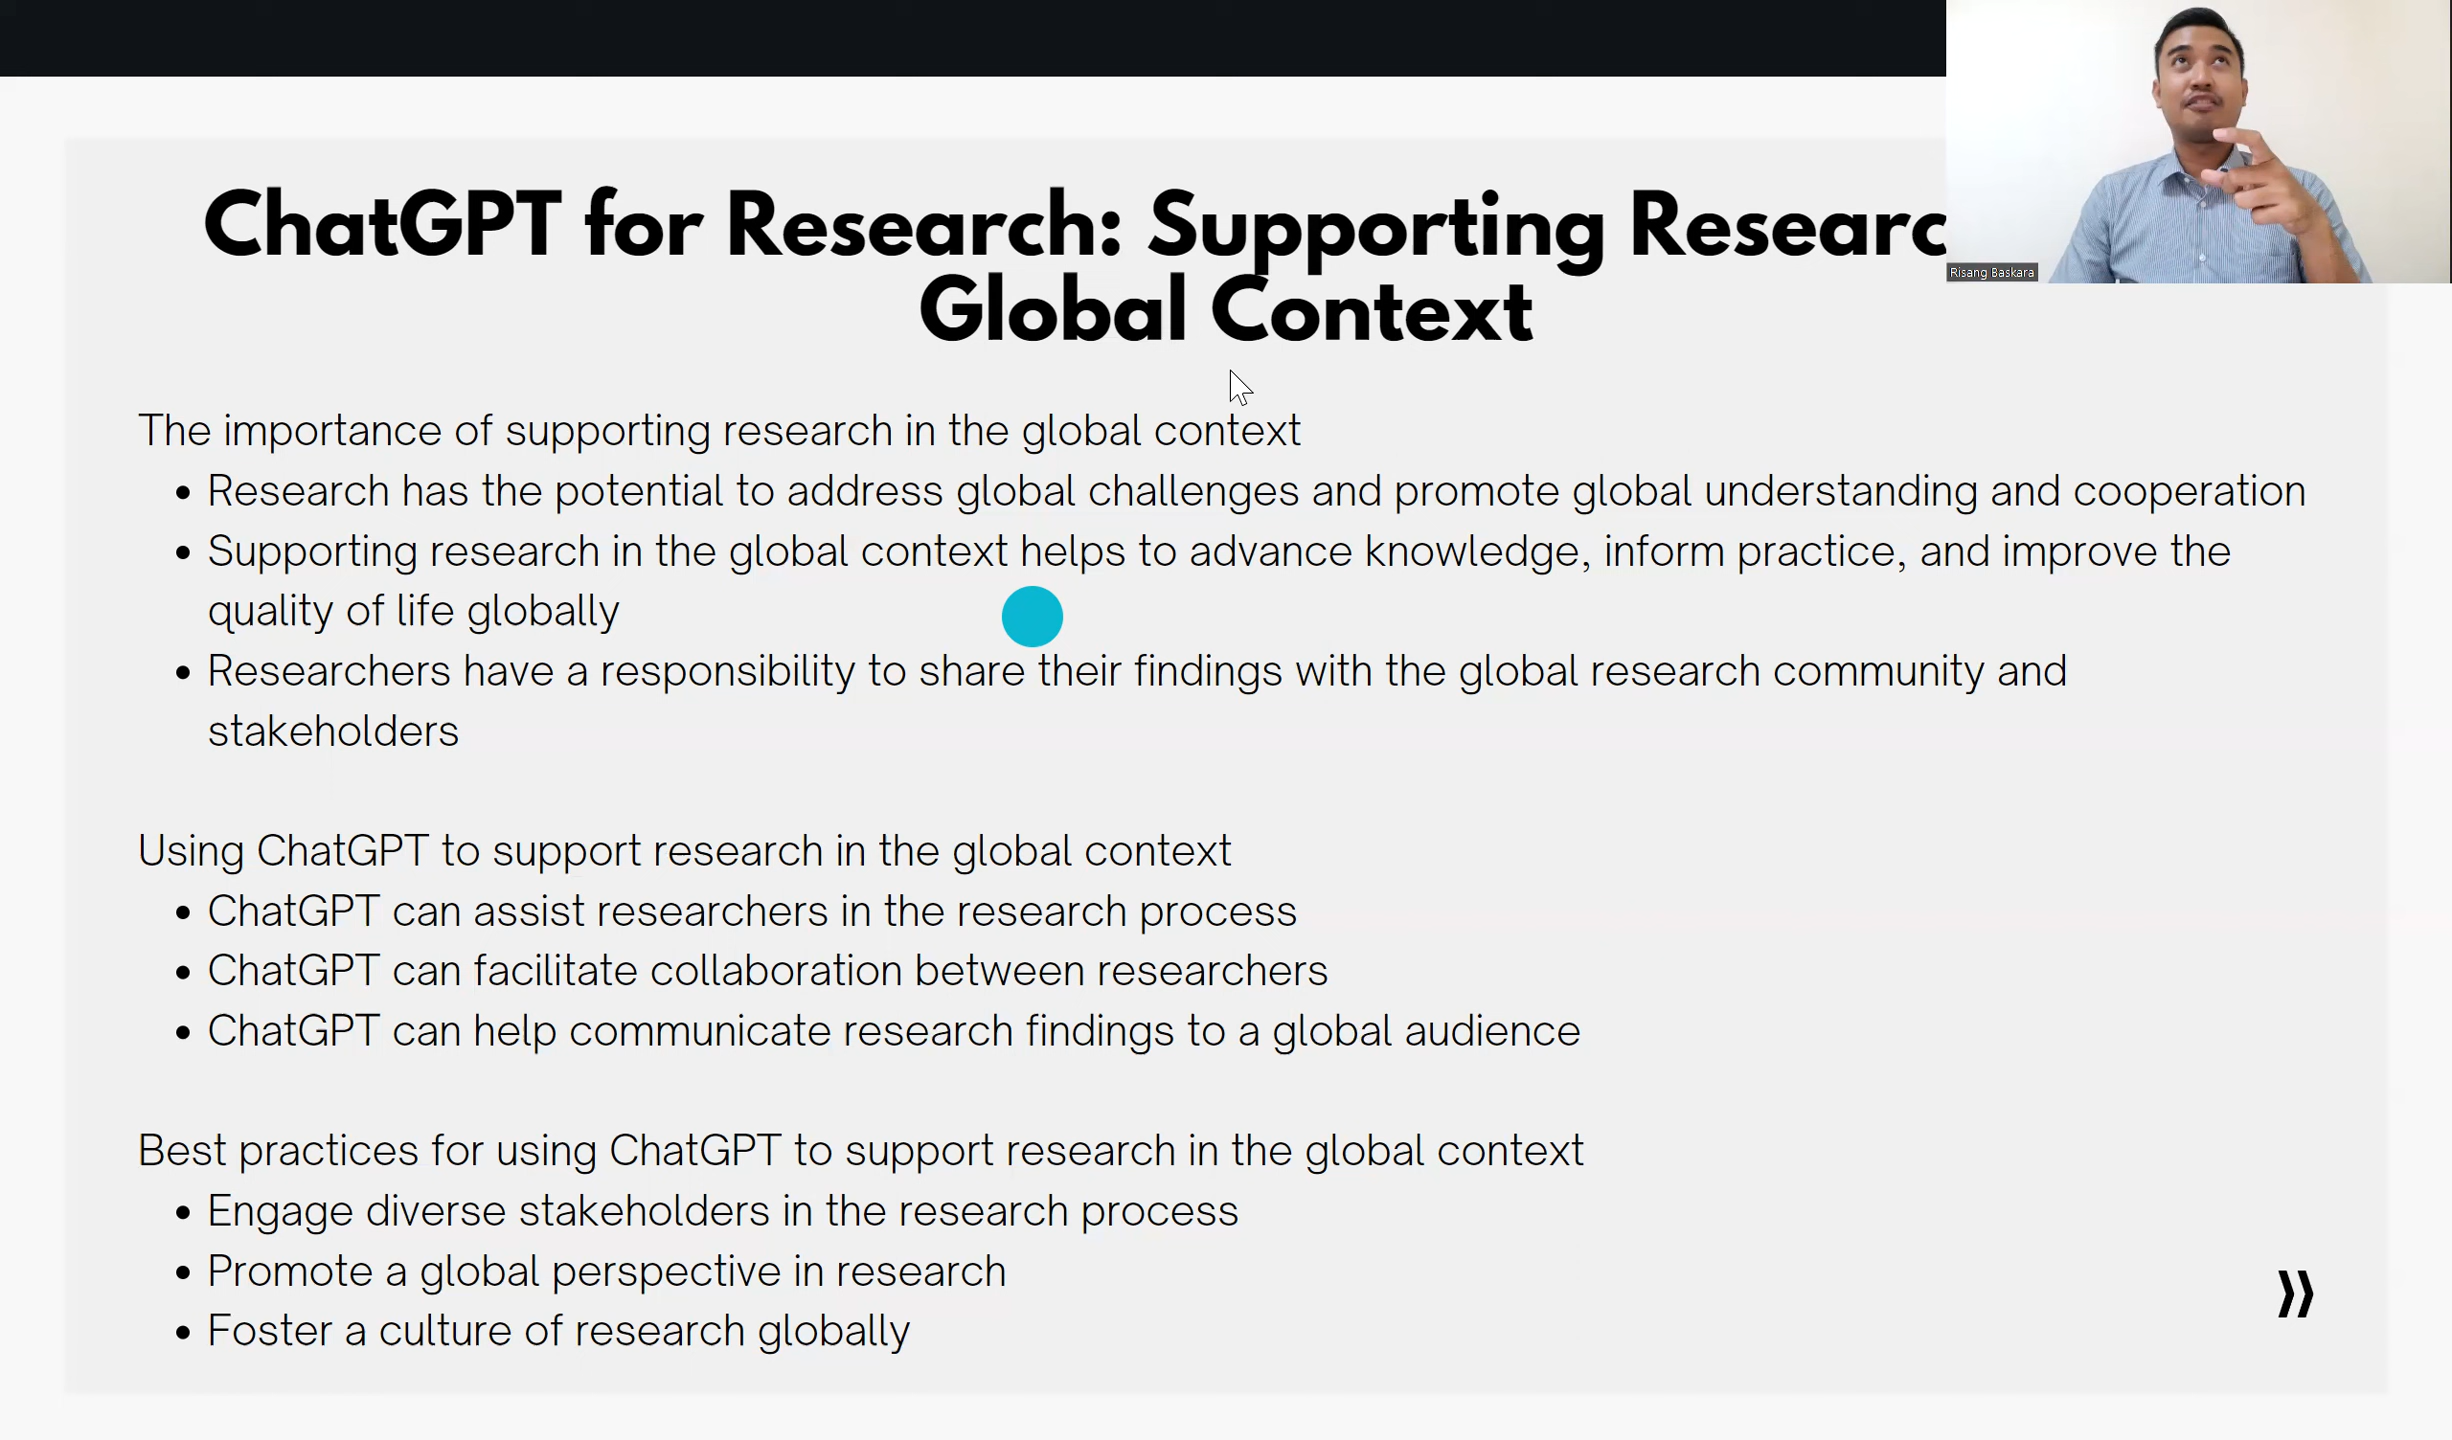 ChatGPT for Research: Supporting
Global Context
Risang Baskara
The importance of supporting research in the global context
• Research has the potential to address global challenges and promote global understanding and cooperation
• Supporting research in the global context helps to advance knowledge, inform practice, and improve the
quality of life globally
• Researchers have a responsibility to share their findings with the global research community and
stakeholders
Using ChatGPT to support research in the global context
• ChatGPT can assist researchers in the research process
• ChatGPT can facilitate collaboration between researchers
• ChatGPT can help communicate research findings to a global audience
Best practices for using ChatGPT to support research in the global context
• Engage diverse stakeholders in the research process
• Promote a global perspective in research
• Foster a culture of research globally